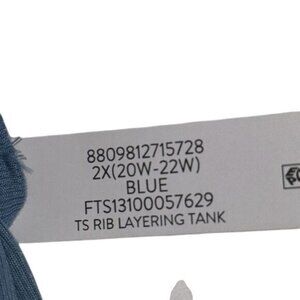 8809812715728
2X(20W-22W)
BLUE
FTS13100057629
TS RIB LAYERING TANK